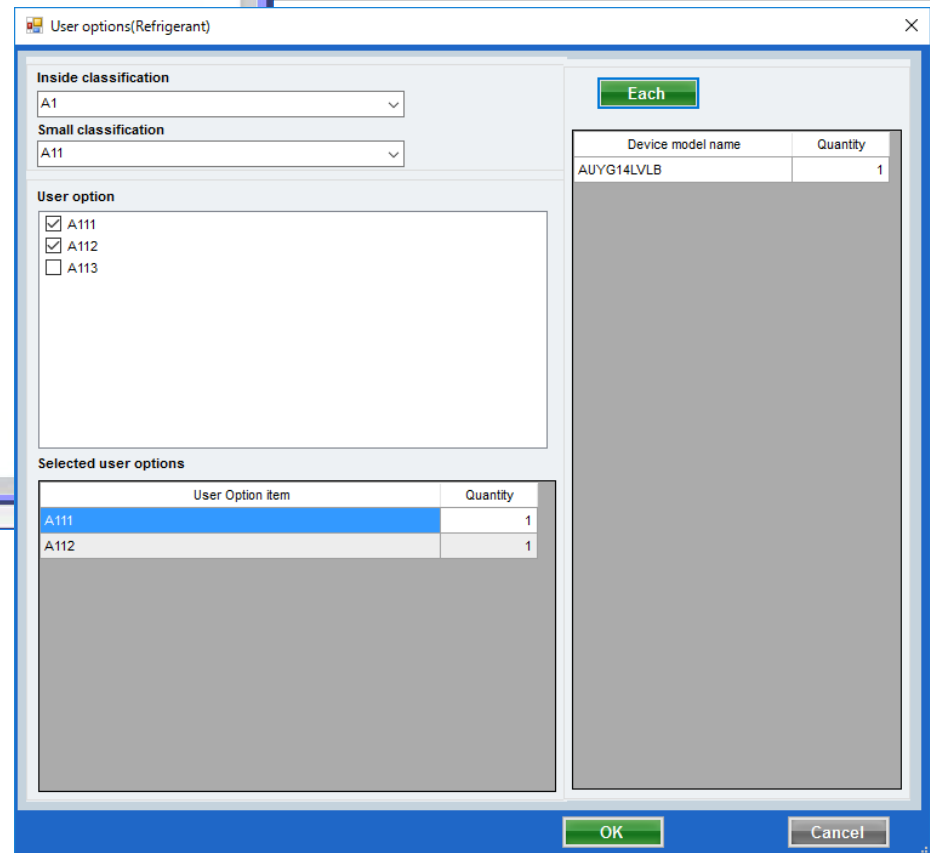 User options(Refrigerant)
Inside classification
A1
Small classification
A11
User option
A111
A112
A113
Selected user options
User Option item Quantity
A111 1
A112 1
Each
Device model name Quantity
AUYG14LVLB 1
OK Cancel